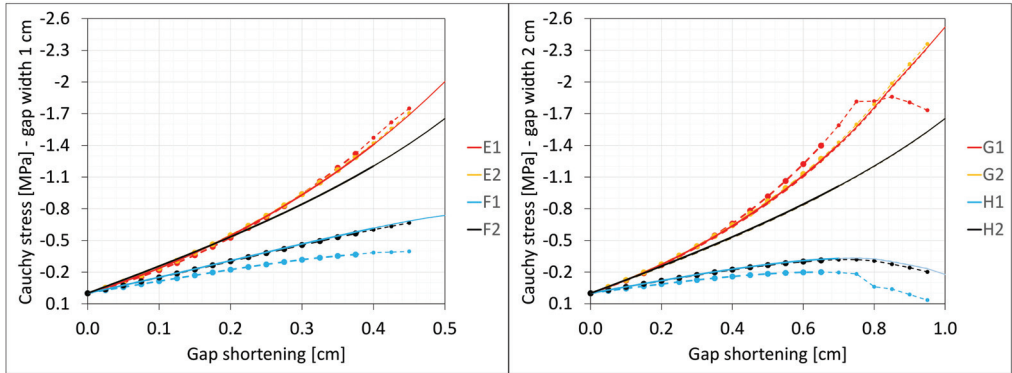 Cauchy stress [MPa] - gap width 1 cm
-2.6
-2.3
-2
-1.7
-1.4
-1.1
-0.8
-0.5
-0.2
0.1
0.0 0.1 0.2 0.3 0.4 0.5
Gap shortening [cm]
E1
E2
F1
F2
Cauchy stress [MPa] - gap width 2 cm
-2.6
-2.3
-2
-1.7
-1.4
-1.1
-0.8
-0.5
-0.2
0.1
0.0 0.2 0.4 0.6 0.8 1.0
Gap shortening [cm]
G1
G2
H1
H2